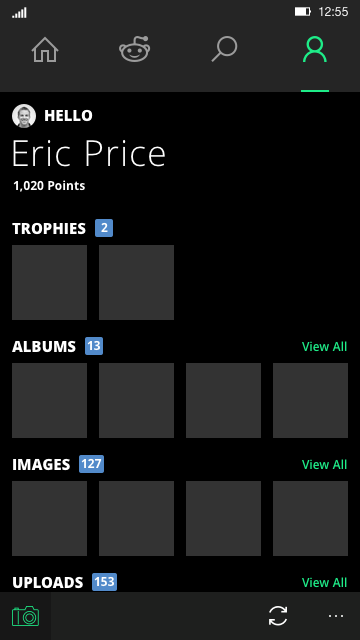 12:55
HELLO
Eric Price
1,020 Points
TROPHIES 2
ALBUMS 13 View All
IMAGES 127 View All
UPLOADS 153 View All